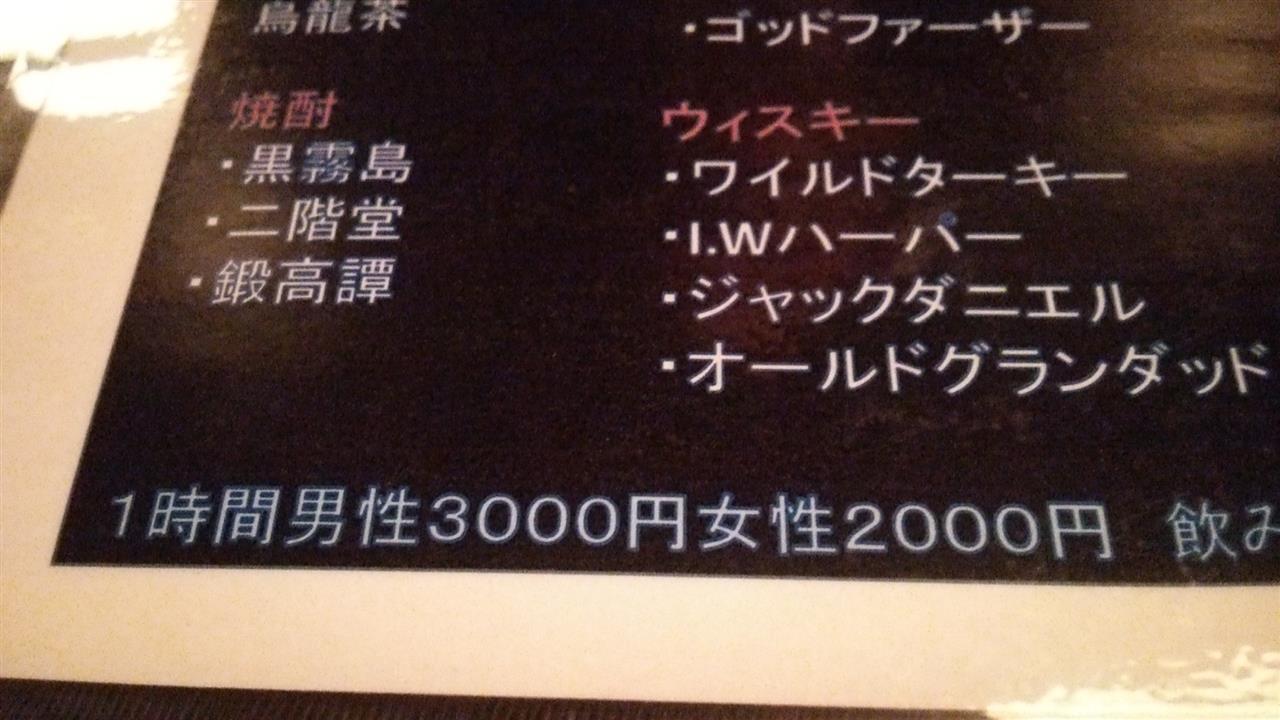 烏龍茶
・ゴッドファーザー
焼酎
・黒霧島
・二階堂
・鍛高譚
ウィスキー
・ワイルドターキー
・I.Wハーパー
・ジャックダニエル
・オールドグランダッド
1時間男性3000円女性2000円 飲み